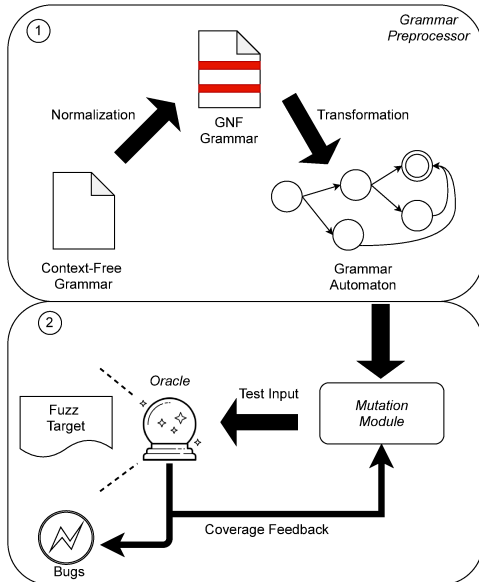 1
Grammar
Preprocessor
Normalization
GNF
Grammar
Transformation
Context-Free
Grammar
Grammar
Automaton
2
Oracle
Test Input
Fuzz
Target
Mutation
Module
Coverage Feedback
Bugs